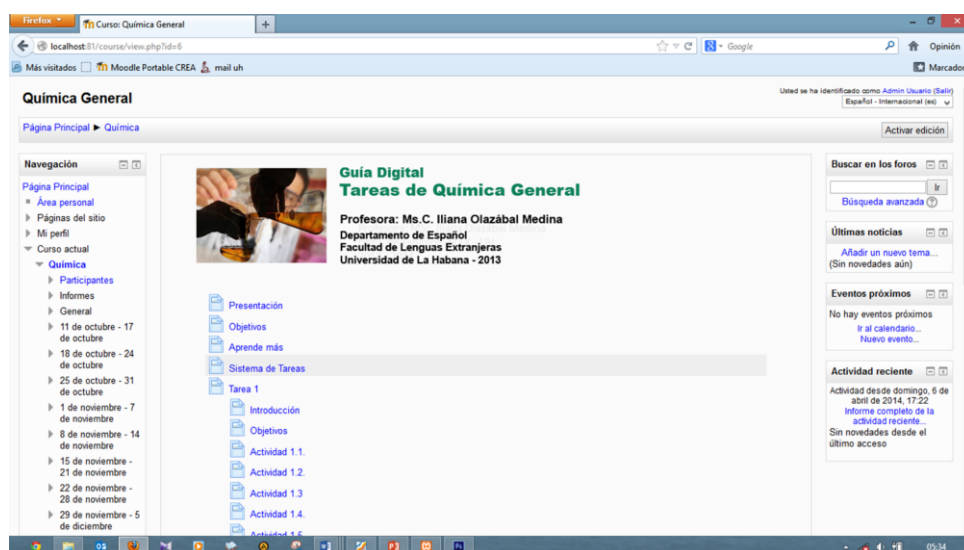 Firefox
Curso: Química General
localhost:81/course/view.php?id=6
Google
Opinión
Más visitados
Moodle Portable CREA
mail uh
Marcador
Química General
Usted se ha identificado como Admin Usuario (Salir)
Español - Internacional (es)
Página Principal ► Química
Activar edición
Navegación
Página Principal
Área personal
Páginas del sitio
Mi perfil
Curso actual
Química
Participantes
Informes
General
11 de octubre - 17
de octubre
18 de octubre - 24
de octubre
25 de octubre - 31
de octubre
1 de noviembre - 7
de noviembre
8 de noviembre - 14
de noviembre
15 de noviembre -
21 de noviembre
22 de noviembre -
28 de noviembre
29 de noviembre - 5
de diciembre
Guía Digital
Tareas de Química General
Profesora: Ms.C. Iliana Olazábal Medina
Departamento de Español
Facultad de Lenguas Extranjeras
Universidad de La Habana - 2013
Presentación
Objetivos
Aprende más
Sistema de Tareas
Tarea 1
Introducción
Objetivos
Actividad 1.1.
Actividad 1.2.
Actividad 1.3
Actividad 1.4.
Actividad 1.5
Buscar en los foros
Ir
Búsqueda avanzada
Últimas noticias
Añadir un nuevo tema...
(Sin novedades aún)
Eventos próximos
No hay eventos próximos
Ir al calendario...
Nuevo evento...
Actividad reciente
Actividad desde domingo, 6 de
abril de 2014, 17:22
Informe completo de la
actividad reciente...
Sin novedades desde el
último acceso
05:34